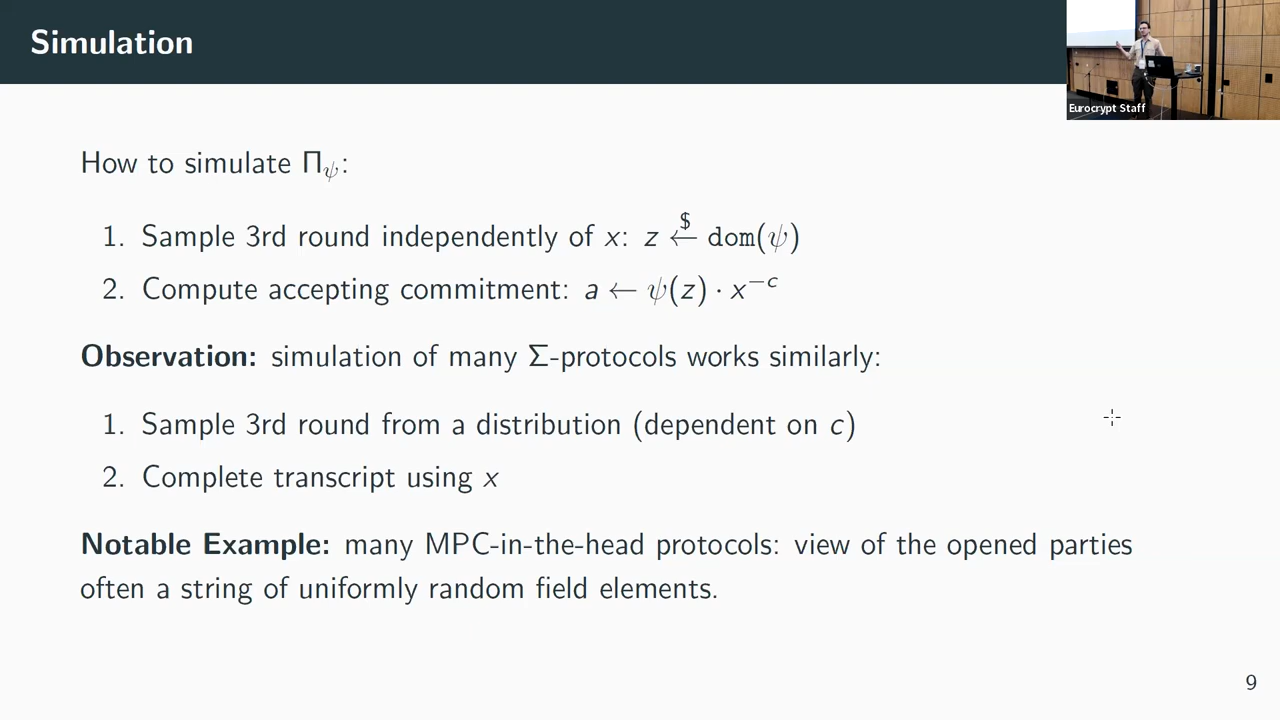 Simulation
Eurocrypt Staff
How to simulate Π_ψ:
1. Sample 3rd round independently of x: z ←$ dom(ψ)
2. Compute accepting commitment: a ← ψ(z) · x^{−c}
Observation: simulation of many Σ-protocols works similarly:
1. Sample 3rd round from a distribution (dependent on c)
2. Complete transcript using x
Notable Example: many MPC-in-the-head protocols: view of the opened parties
often a string of uniformly random field elements.
9